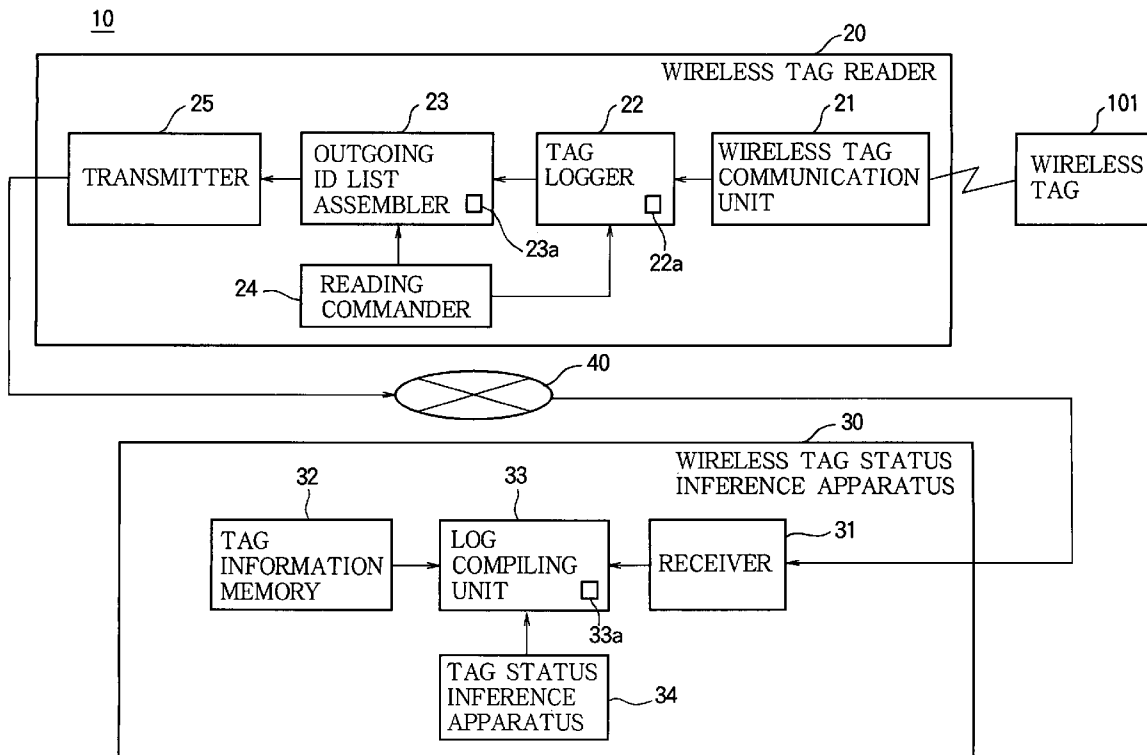 10
20
WIRELESS TAG READER
25
23
22
21
101
TRANSMITTER
OUTGOING
ID LIST
ASSEMBLER
23a
TAG
LOGGER
22a
WIRELESS TAG
COMMUNICATION
UNIT
WIRELESS
TAG
24
READING
COMMANDER
40
30
WIRELESS TAG STATUS
INFERENCE APPARATUS
32
33
31
TAG
INFORMATION
MEMORY
LOG
COMPILING
UNIT
33a
RECEIVER
TAG STATUS
INFERENCE
APPARATUS
34